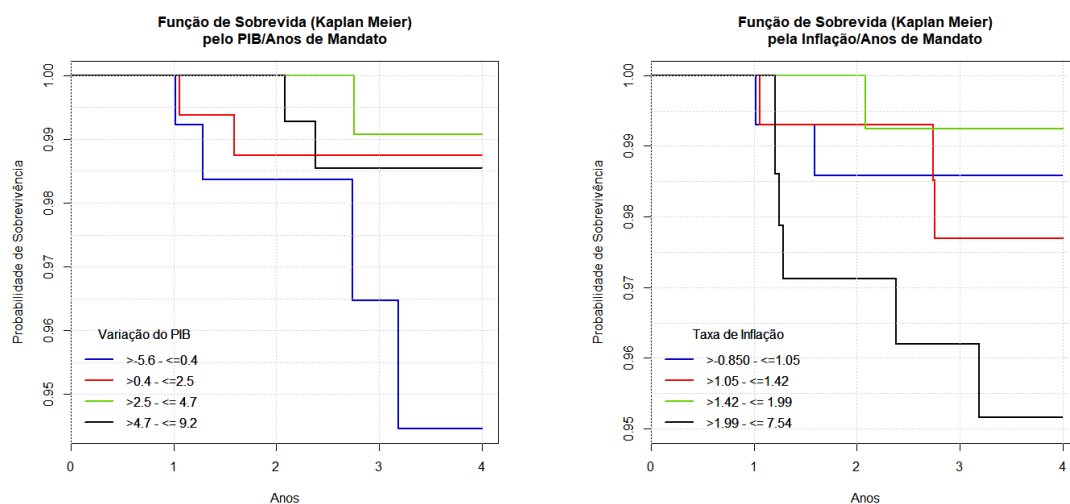 Função de Sobrevida (Kaplan Meier)
pelo PIB/Anos de Mandato
Probabilidade de Sobrevivência
1.00
0.99
0.98
0.97
0.96
0.95
Variação do PIB
>-5.6 - <=0.4
>0.4 - <=2.5
>2.5 - <= 4.7
>4.7 - <= 9.2
0 1 2 3 4
Anos
Função de Sobrevida (Kaplan Meier)
pela Inflação/Anos de Mandato
Probabilidade de Sobrevivência
1.00
0.99
0.98
0.97
0.96
0.95
Taxa de Inflação
>-0.850 - <=1.05
>1.05 - <=1.42
>1.42 - <= 1.99
>1.99 - <= 7.54
0 1 2 3 4
Anos